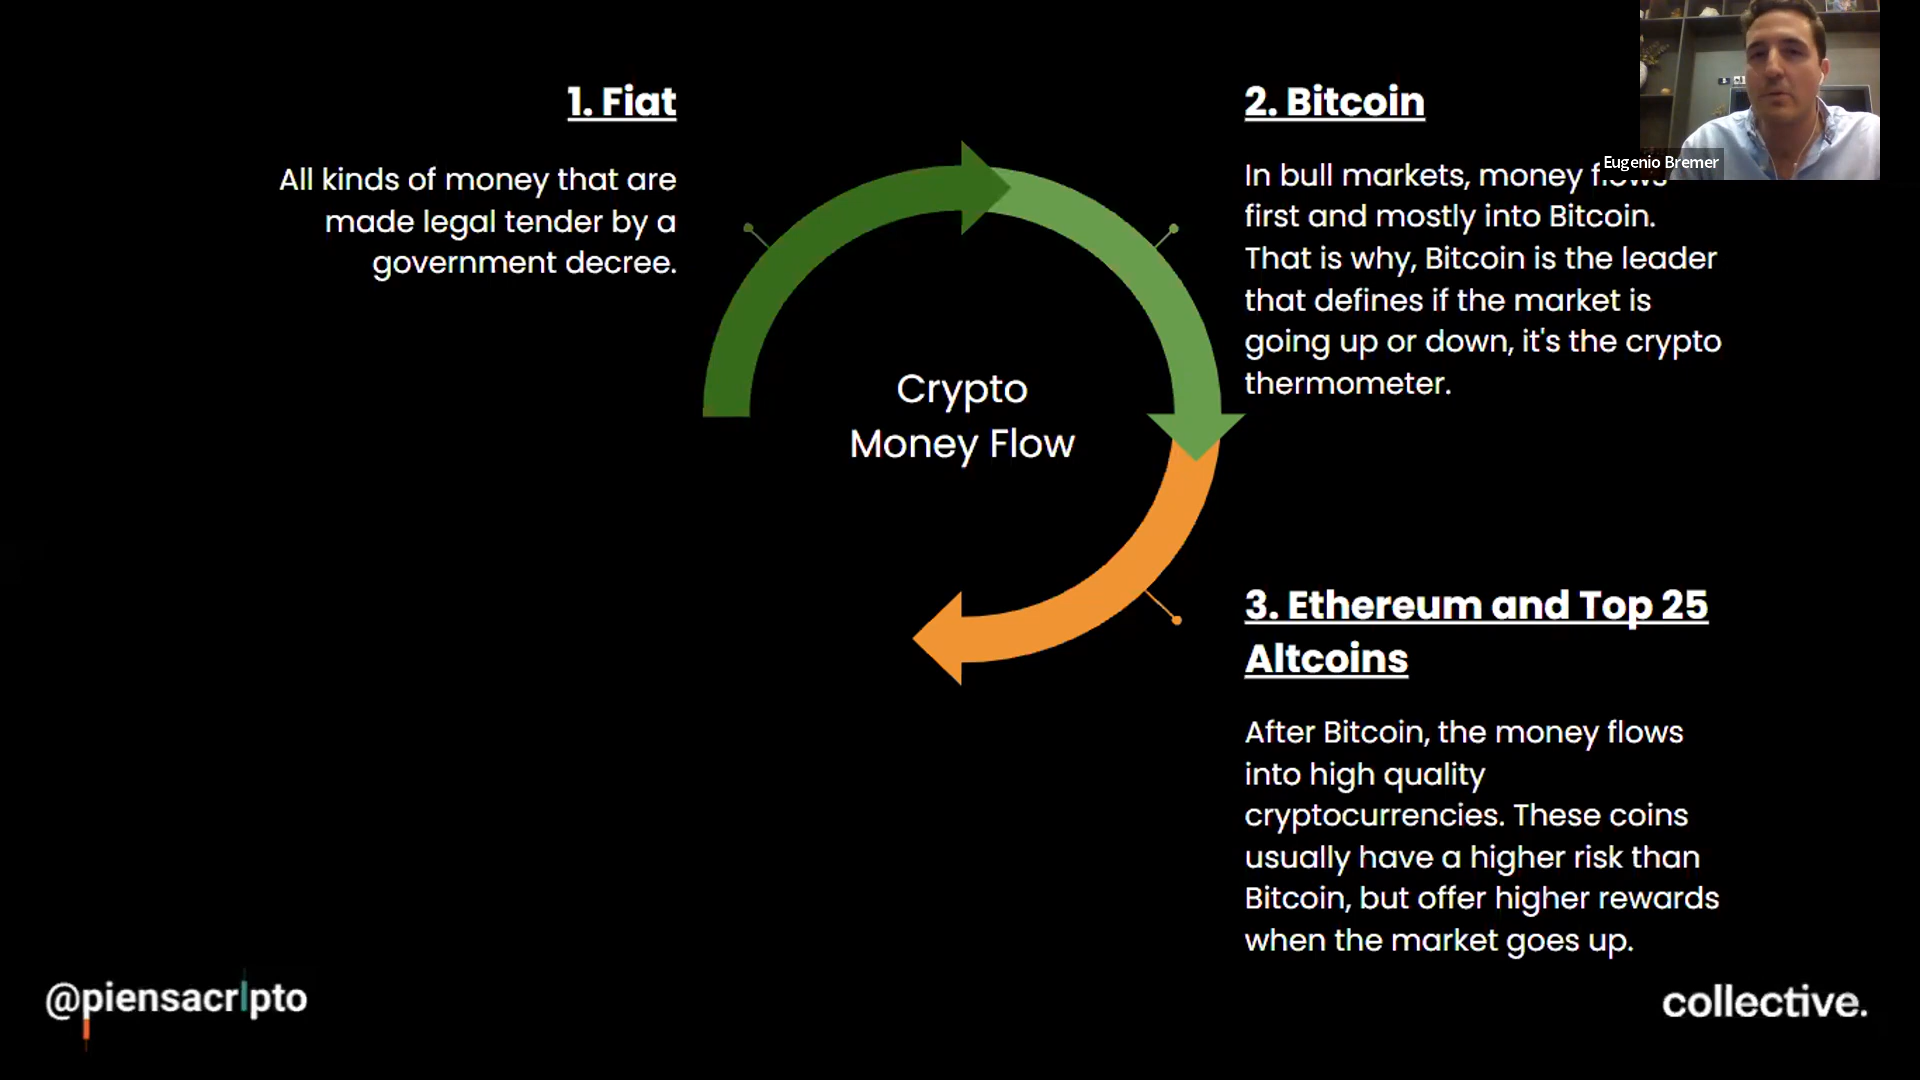 1. Fiat
All kinds of money that are
made legal tender by a
government decree.
2. Bitcoin
In bull markets, money flows
first and mostly into Bitcoin.
That is why, Bitcoin is the leader
that defines if the market is
going up or down, it's the crypto
thermometer.
Eugenio Bremer
Crypto
Money Flow
3. Ethereum and Top 25
Altcoins
After Bitcoin, the money flows
into high quality
cryptocurrencies. These coins
usually have a higher risk than
Bitcoin, but offer higher rewards
when the market goes up.
@piensacripto
collective.